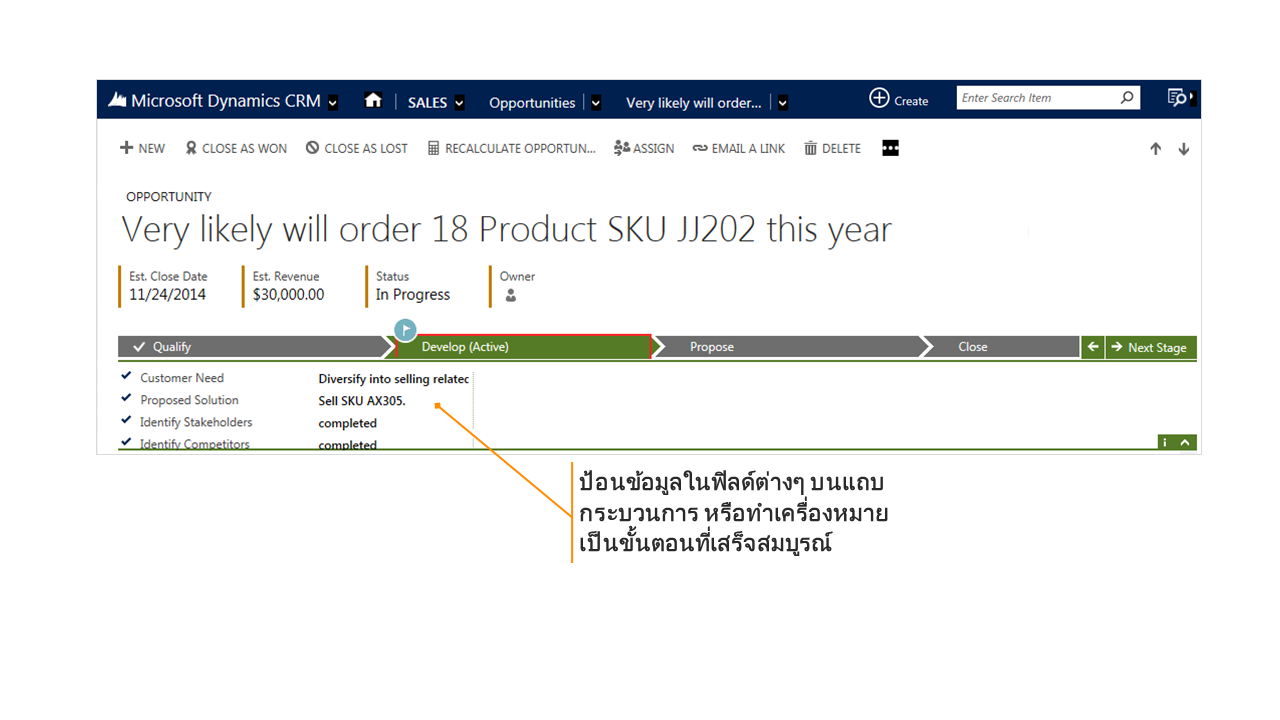 Microsoft Dynamics CRM SALES Opportunities Very likely will order... Create Enter Search Item
NEW CLOSE AS WON CLOSE AS LOST RECALCULATE OPPORTUN... ASSIGN EMAIL A LINK DELETE
OPPORTUNITY
Very likely will order 18 Product SKU JJ202 this year
Est. Close Date Est. Revenue Status Owner
11/24/2014 $30,000.00 In Progress
Qualify Develop (Active) Propose Close Next Stage
Customer Need Diversify into selling relatec
Proposed Solution Sell SKU AX305.
Identify Stakeholders completed
Identify Competitors completed
ป้อนข้อมูลในฟิลด์ต่างๆ บนแถบ
กระบวนการ หรือทำเครื่องหมาย
เป็นขั้นตอนที่เสร็จสมบูรณ์